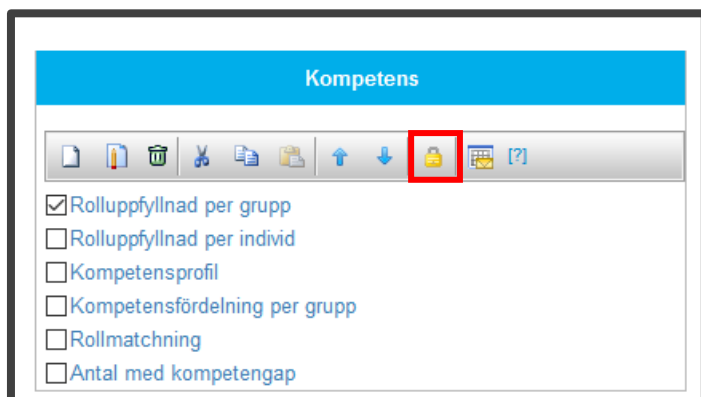 Kompetens
[?]
Rolluppfyllnad per grupp
Rolluppfyllnad per individ
Kompetensprofil
Kompetensfördelning per grupp
Rollmatchning
Antal med kompetengap